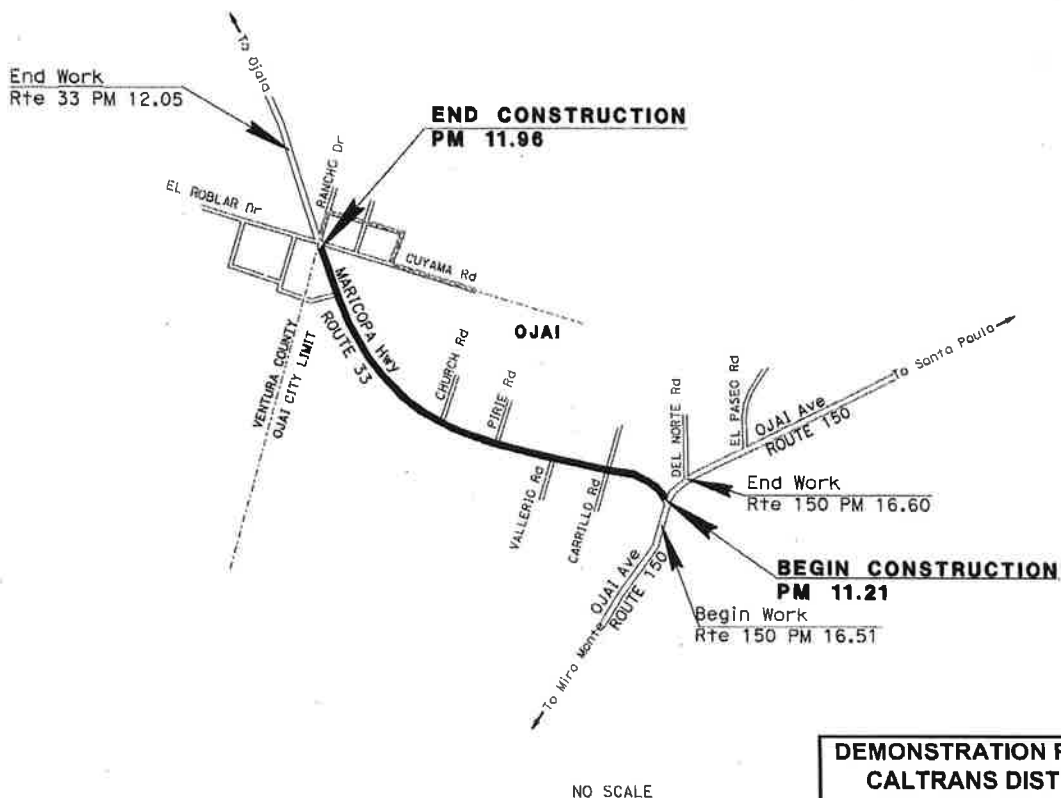 To Ojala
End Work
Rte 33 PM 12.05
END CONSTRUCTION
PM 11.96
RANCHO Dr
EL ROBLAR Dr
CUYAMA Rd
MARICOPA Hwy
ROUTE 33
OJAI
VENTURA COUNTY
OJAI CITY LIMIT
CHURCH Rd
PIRIE Rd
VALLERIO Rd
CARRILLO Rd
DEL NORTE Rd
EL PASEO Rd
OJAI Ave
ROUTE 150
To Santa Paula
End Work
Rte 150 PM 16.60
BEGIN CONSTRUCTION
PM 11.21
Begin Work
Rte 150 PM 16.51
OJAI Ave
ROUTE 150
To Mira Monte
NO SCALE
DEMONSTRATION
CALTRANS